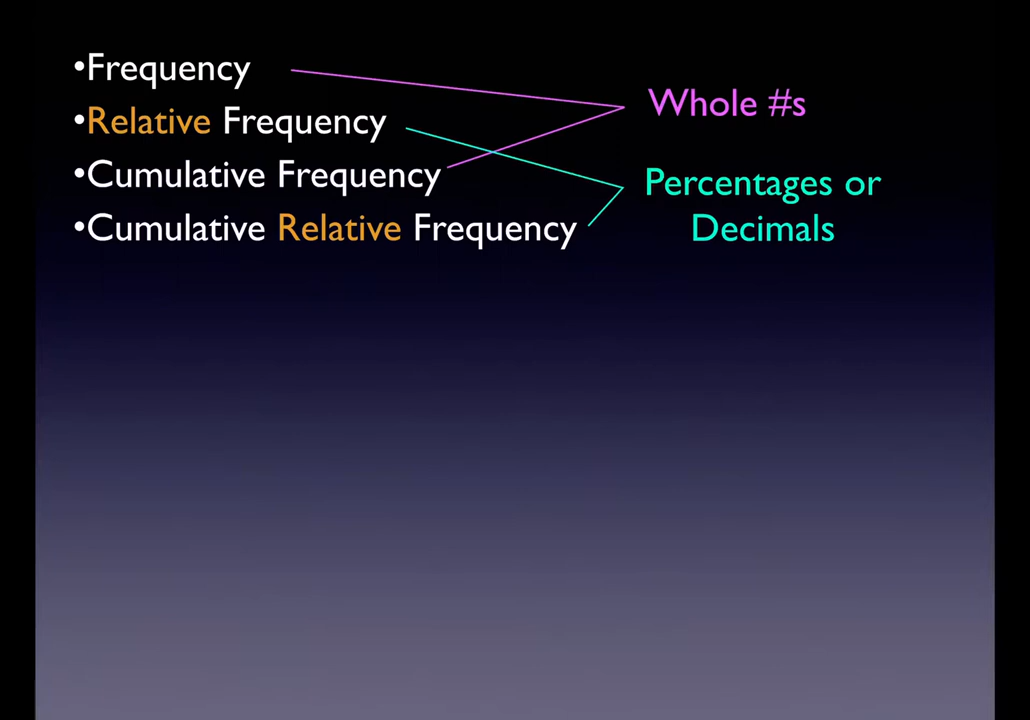 •Frequency
•Relative Frequency
•Cumulative Frequency
•Cumulative Relative Frequency
Whole #s
Percentages or
Decimals